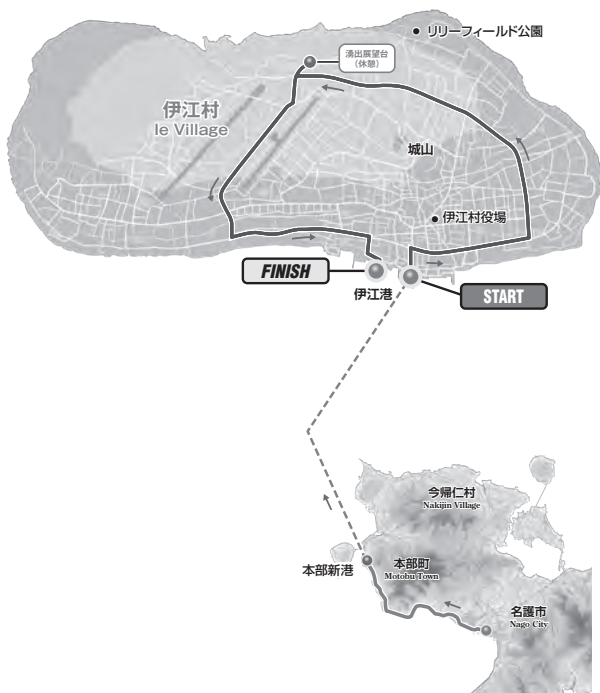 リリーフィールド公園
湧出展望台
(休憩)
伊江村
Ie Village
城山
伊江村役場
FINISH
伊江港
START
今帰仁村
Nakijin Village
本部新港
本部町
Motobu Town
名護市
Nago City